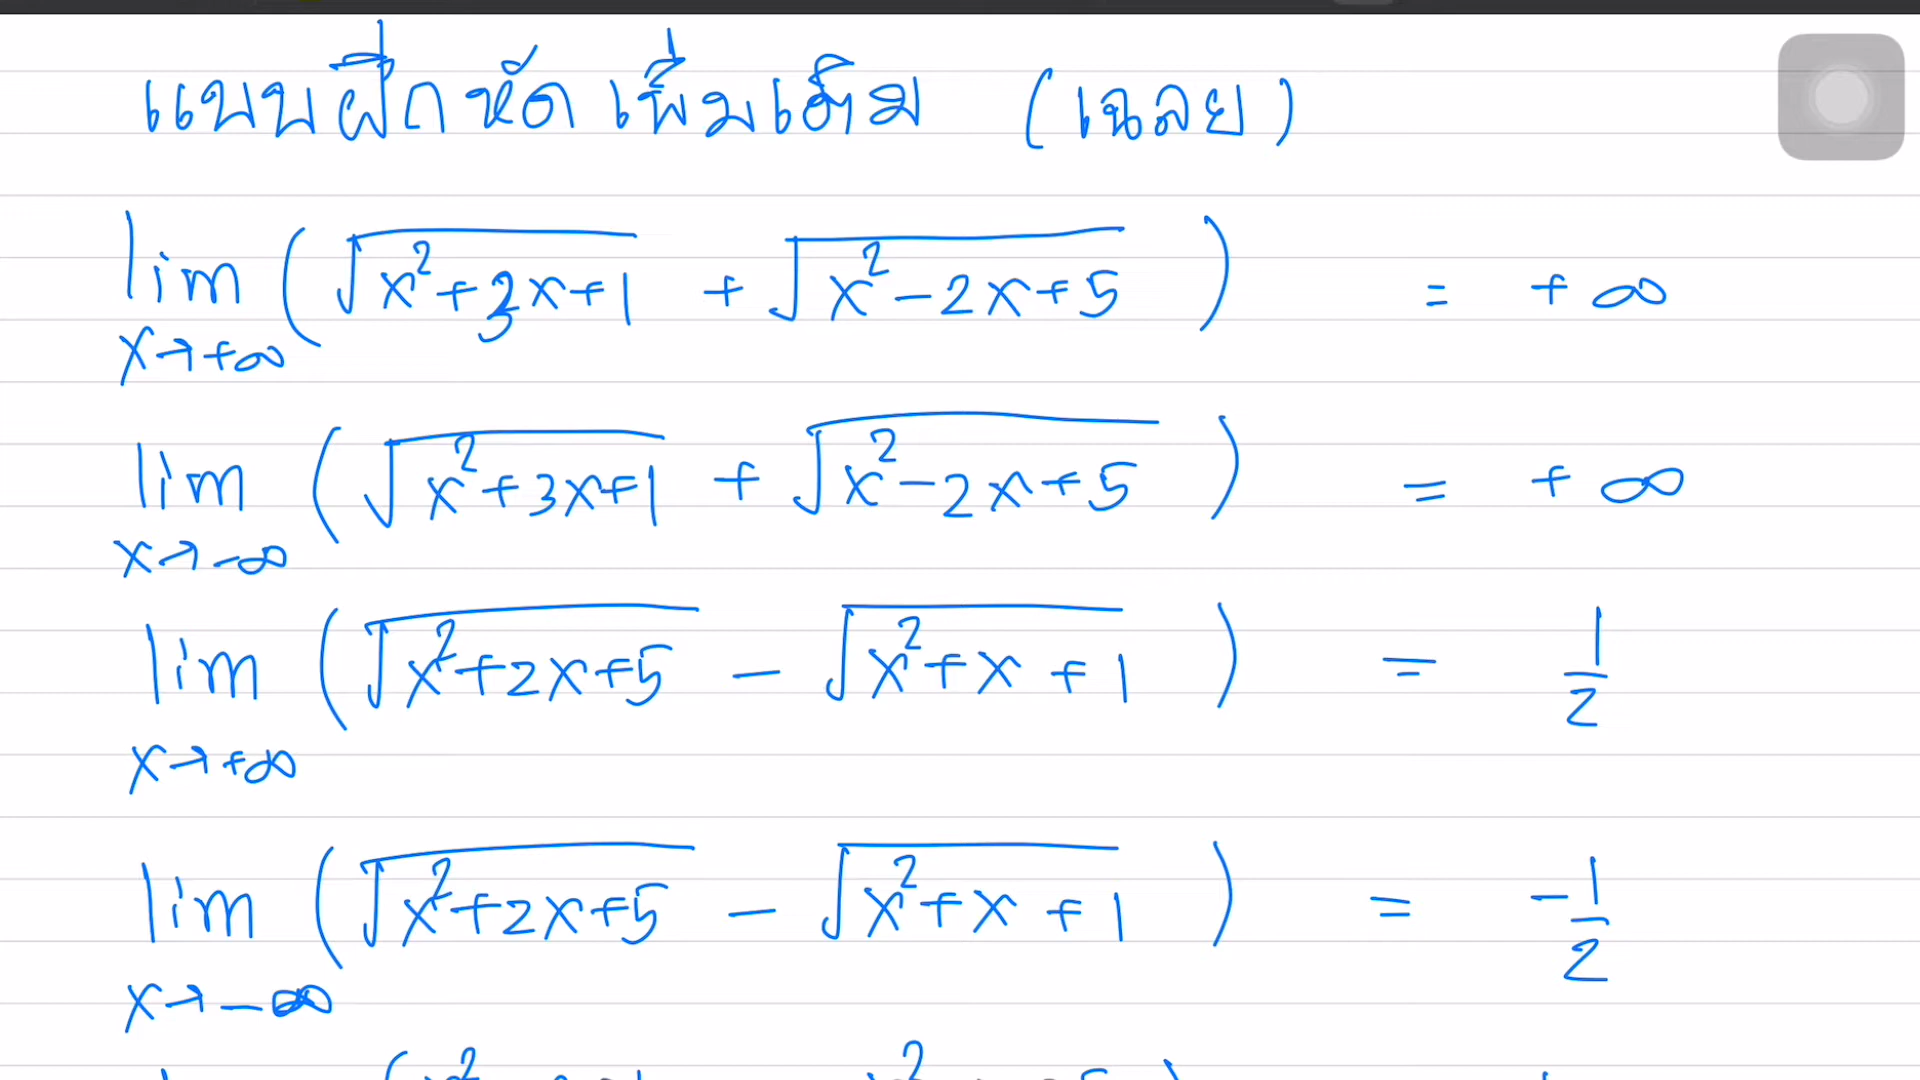 แบบฝึกหัดเพิ่มเติม (เฉลย)
lim x→+∞ (√(x²+3x+1) + √(x²-2x+5)) = +∞
lim x→-∞ (√(x²+3x+1) + √(x²-2x+5)) = +∞
lim x→+∞ (√(x²+2x+5) - √(x²+x+1)) = 1/2
lim x→-∞ (√(x²+2x+5) - √(x²+x+1)) = -1/2